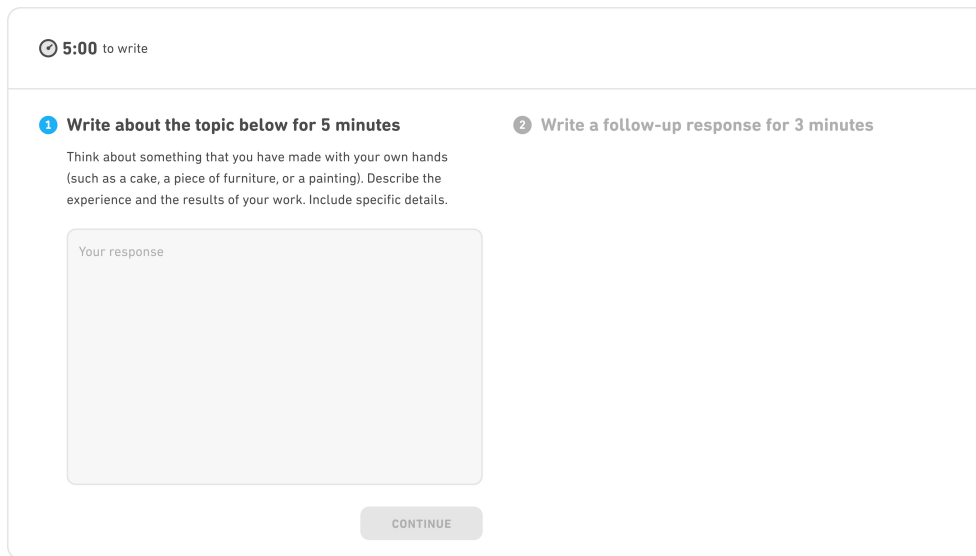 5:00 to write
1 Write about the topic below for 5 minutes
Think about something that you have made with your own hands
(such as a cake, a piece of furniture, or a painting). Describe the
experience and the results of your work. Include specific details.
Your response
CONTINUE
2 Write a follow-up response for 3 minutes